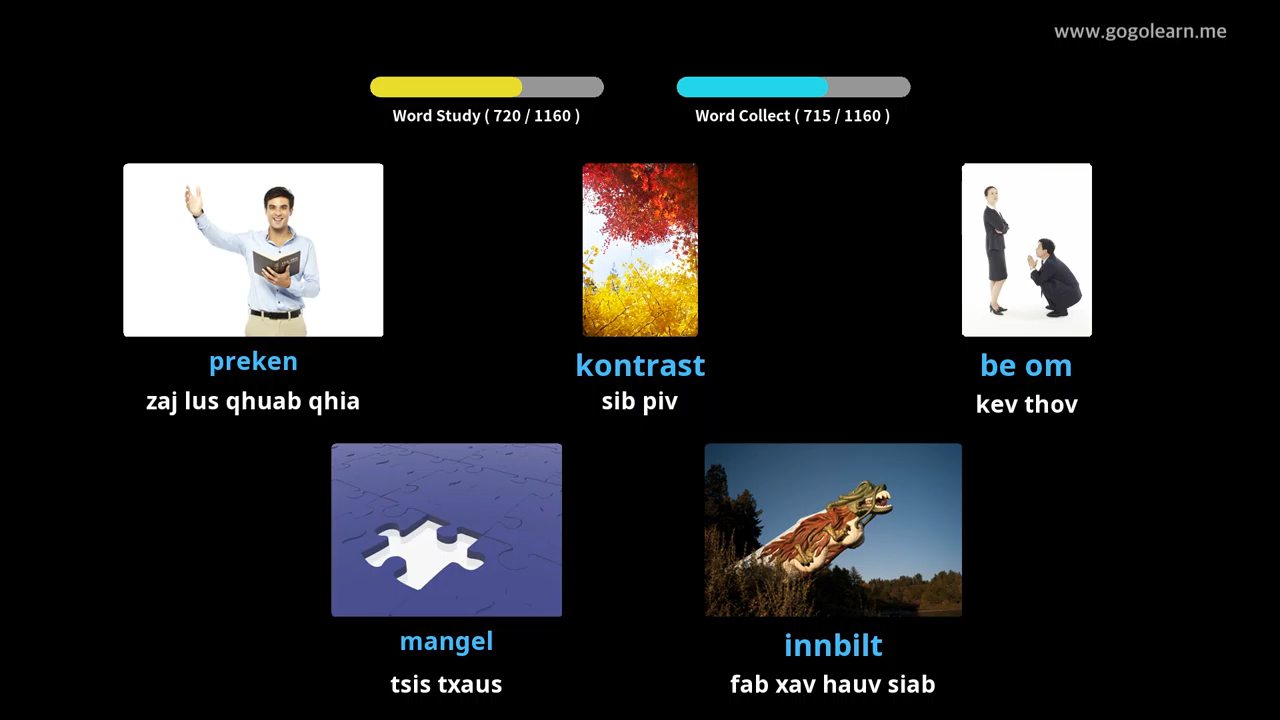 www.gogolearn.me
Word Study ( 720 / 1160 )
Word Collect ( 715 / 1160 )
preken
zaj lus qhuab qhia
kontrast
sib piv
be om
kev thov
mangel
tsis txaus
innbilt
fab xav hauv siab